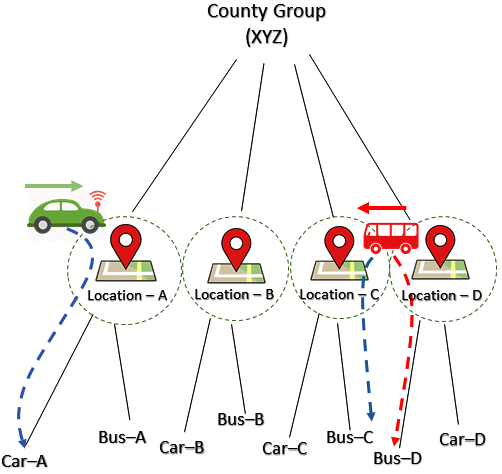 County Group
(XYZ)
Location – A
Location – B
Location – C
Location – D
Car–A
Bus–A
Car–B
Bus–B
Car–C
Bus–C
Bus–D
Car–D